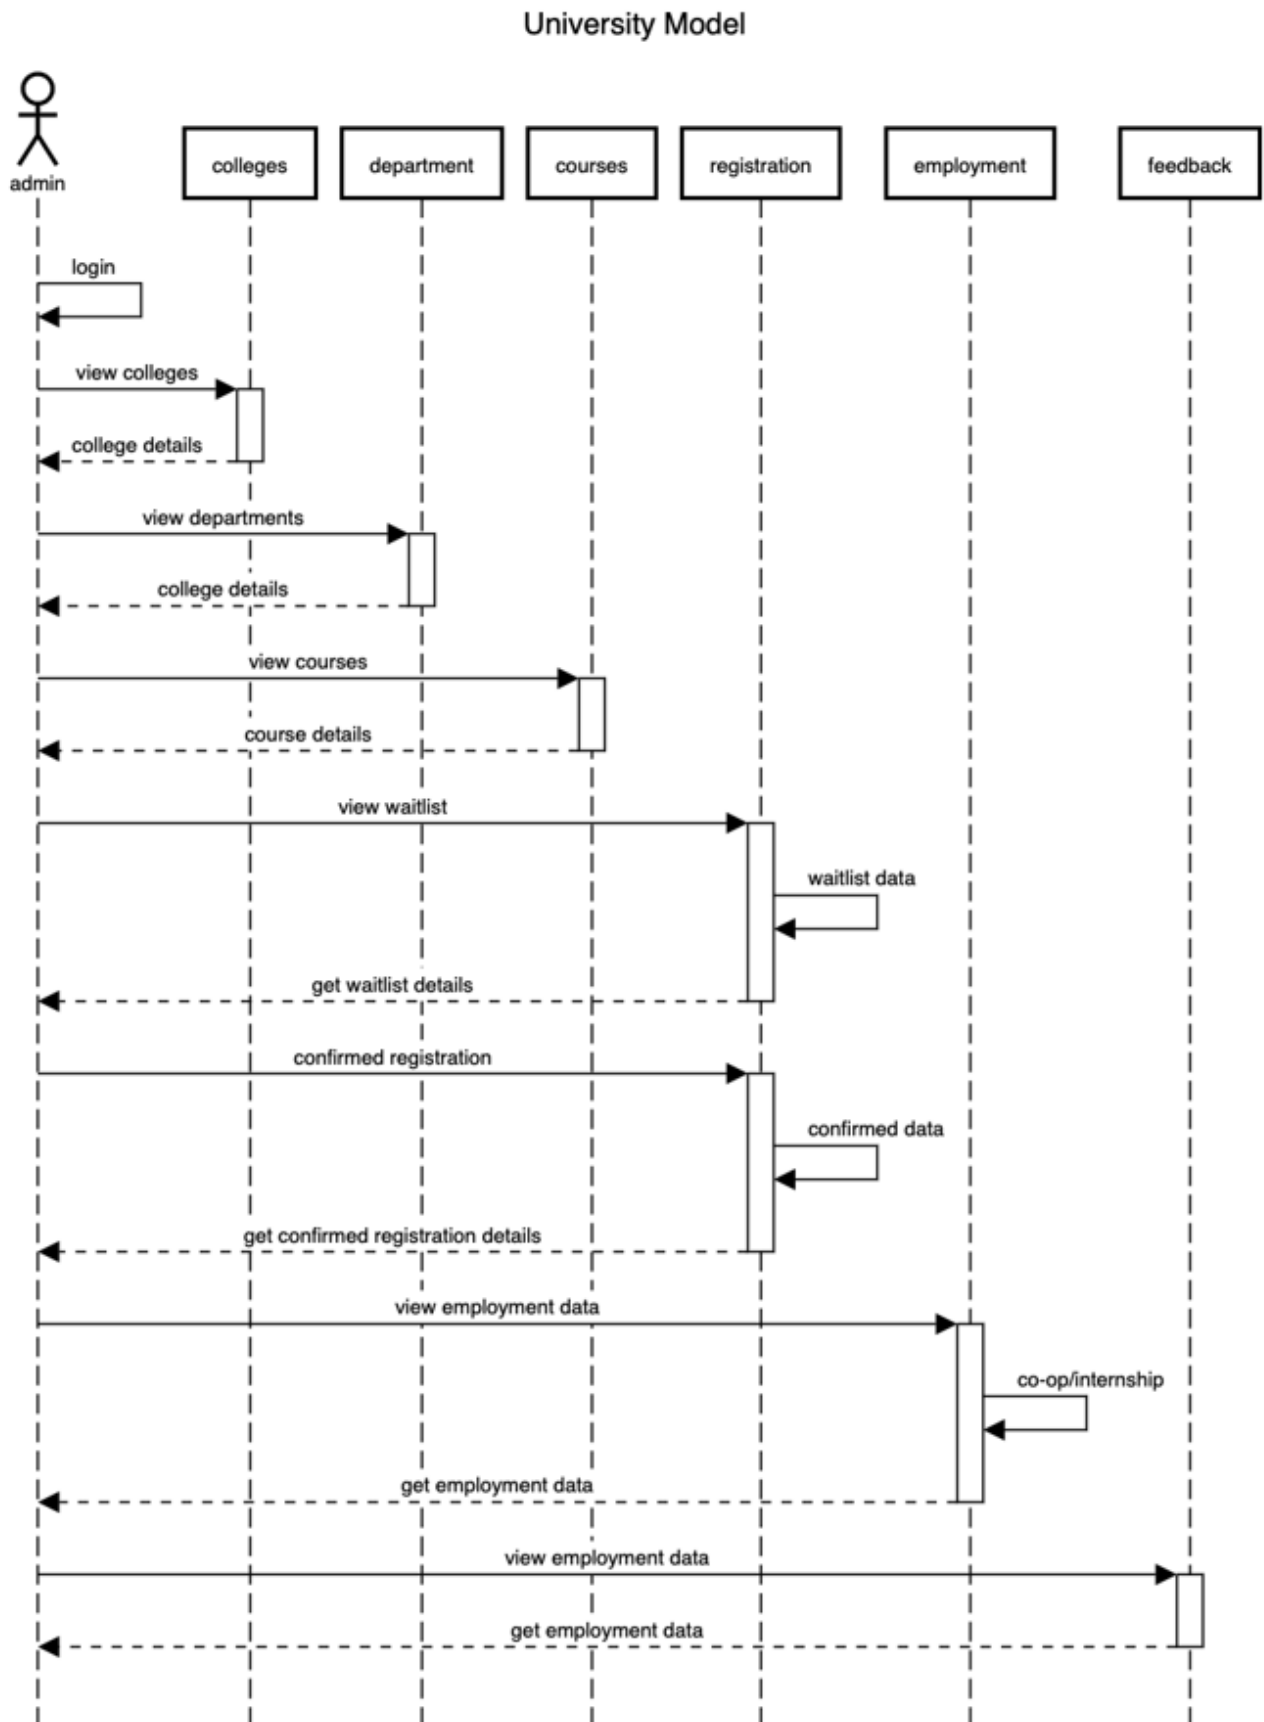 University Model
admin
colleges
department
courses
registration
employment
feedback
login
view colleges
college details
view departments
college details
view courses
course details
view waitlist
waitlist data
get waitlist details
confirmed registration
confirmed data
get confirmed registration details
view employment data
co-op/internship
get employment data
view employment data
get employment data